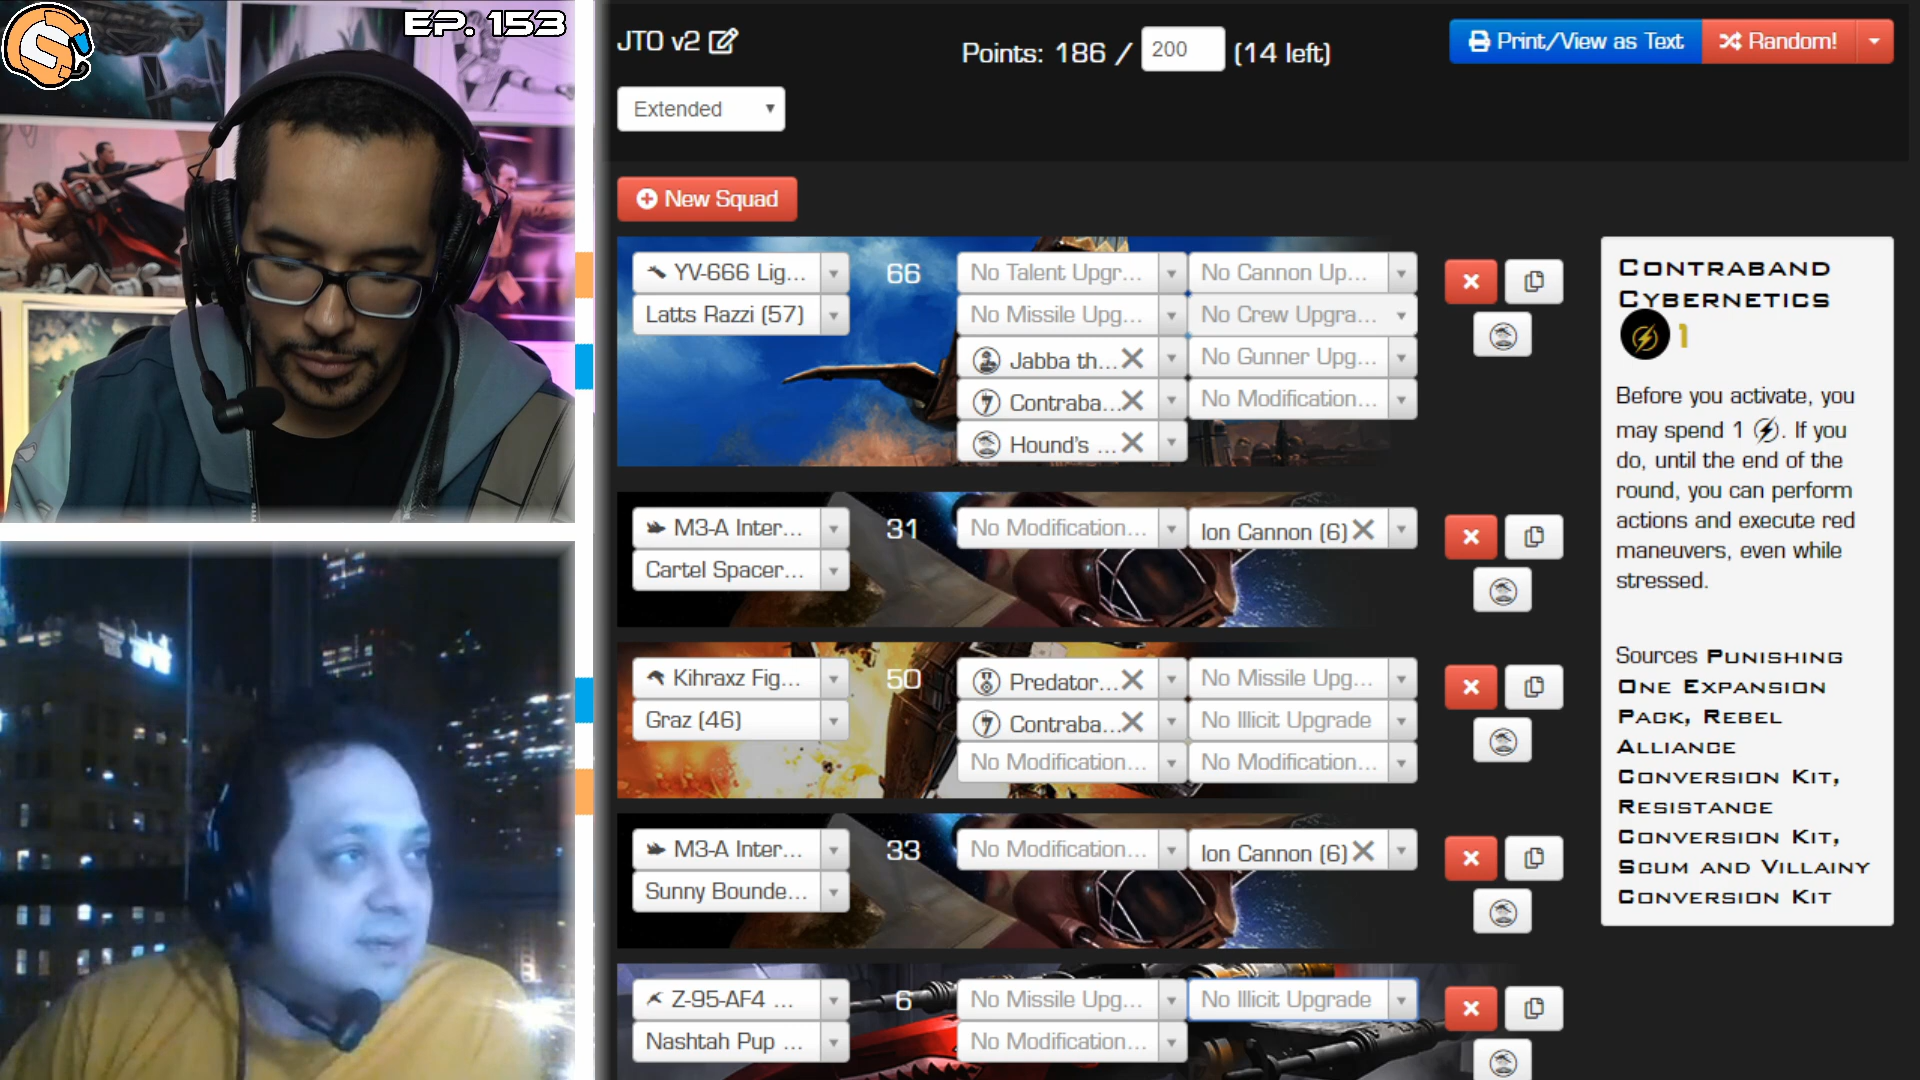 EP. 153
JTO v2
Points: 186 / 200 (14 left)
Print/View as Text
Random!
Extended
New Squad
YV-666 Lig...
66
No Talent Upgr...
No Cannon Up...
Latts Razzi (57)
No Missile Upg...
No Crew Upgra...
Jabba th...
No Gunner Upg...
Contraba...
No Modification...
Hound's ...
M3-A Inter...
31
No Modification...
Ion Cannon (6)
Cartel Spacer...
Kihraxz Fig...
50
Predator...
No Missile Upg...
Graz (46)
Contraba...
No Illicit Upgrade
No Modification...
No Modification...
M3-A Inter...
33
No Modification...
Ion Cannon (6)
Sunny Bounde...
Z-95-AF4 ...
6
No Missile Upg...
No Illicit Upgrade
Nashtah Pup ...
No Modification...
Contraband
Cybernetics
1
Before you activate, you
may spend 1 . If you
do, until the end of the
round, you can perform
actions and execute red
maneuvers, even while
stressed.
Sources Punishing
One Expansion
Pack, Rebel
Alliance
Conversion Kit,
Resistance
Conversion Kit,
Scum and Villainy
Conversion Kit